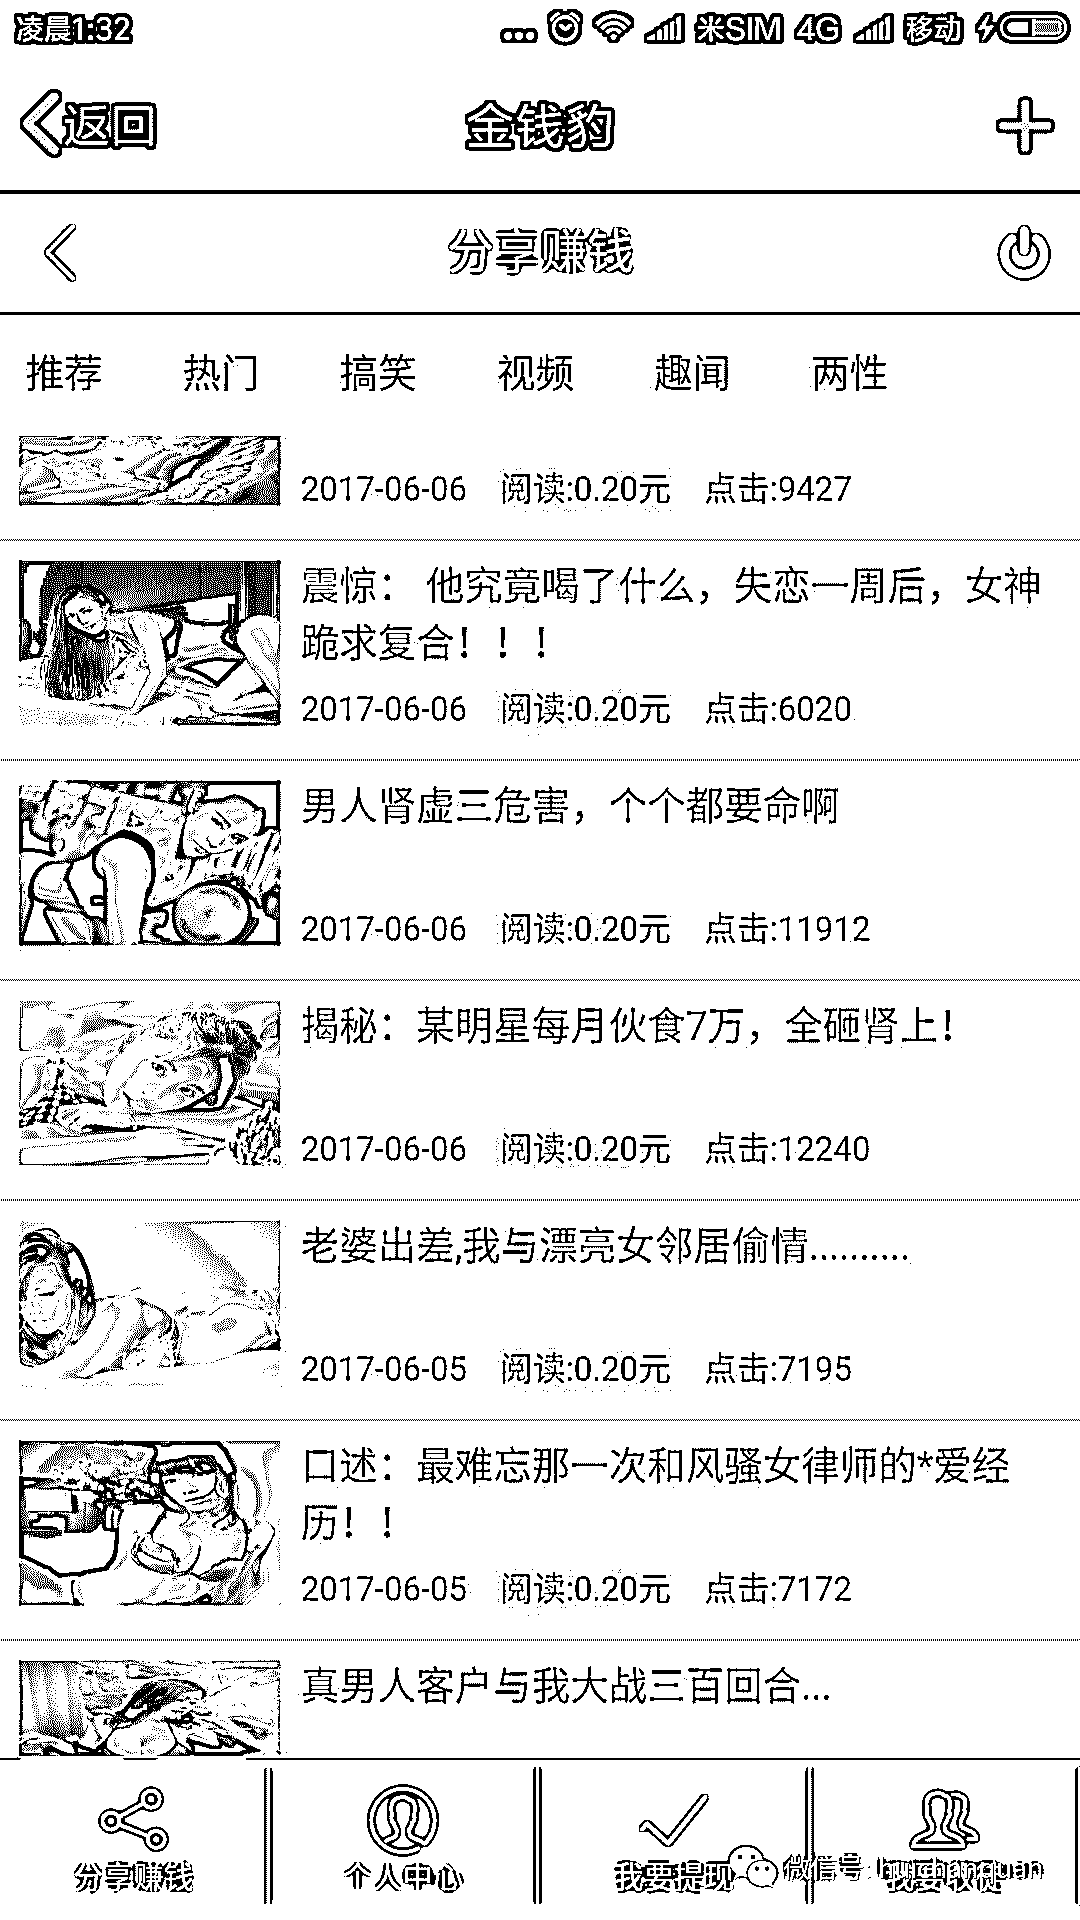 凌晨1:32
... 米SIM 4G 移动
返回 金钱豹
分享赚钱
推荐 热门 搞笑 视频 趣闻 两性
2017-06-06 阅读:0.20元 点击:9427
震惊： 他究竟喝了什么，失恋一周后，女神
跪求复合！！！
2017-06-06 阅读:0.20元 点击:6020
男人肾虚三危害，个个都要命啊
2017-06-06 阅读:0.20元 点击:11912
揭秘：某明星每月伙食7万，全砸肾上！
2017-06-06 阅读:0.20元 点击:12240
老婆出差,我与漂亮女邻居偷情..........
2017-06-05 阅读:0.20元 点击:7195
口述：最难忘那一次和风骚女律师的*爱经
历！！
2017-06-05 阅读:0.20元 点击:7172
真男人客户与我大战三百回合...
分享赚钱 个人中心 我要提现 我要收徒
微信号: